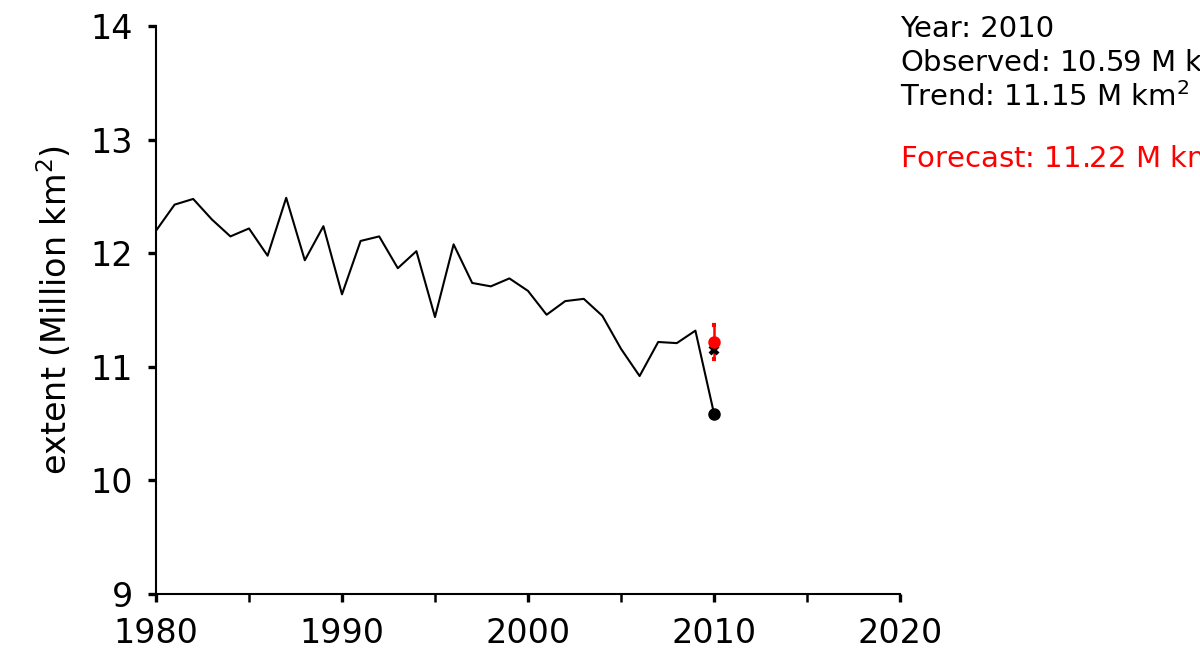 14
13
12
11
10
9
extent (Million km²)
1980 1990 2000 2010 2020
Year: 2010
Observed: 10.59 M k
Trend: 11.15 M km²
Forecast: 11.22 M km